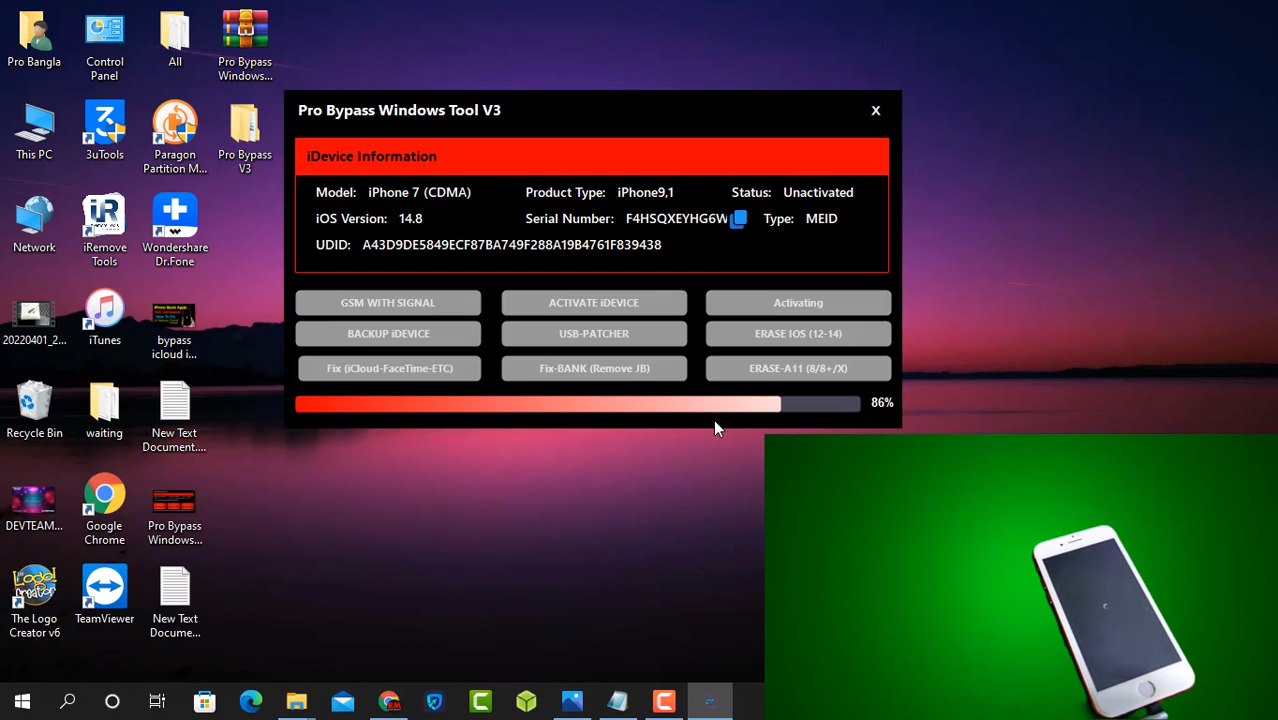 Pro Bangla
Control
Panel
All
Pro Bypass
Windows...
This PC
3uTools
Paragon
Partition M...
Pro Bypass
V3
Network
iR
iRemove
Tools
Wondershare
Dr.Fone
20220401_2...
iTunes
bypass
icloud i...
Recycle Bin
waiting
New Text
Document....
DEVTEAM...
Google
Chrome
Pro Bypass
Windows...
The Logo
Creator v6
TeamViewer
New Text
Docume...
Pro Bypass Windows Tool V3
X
iDevice Information
Model: iPhone 7 (CDMA) Product Type: iPhone9,1 Status: Unactivated
iOS Version: 14.8 Serial Number: F4HSQXEYHG6W Type: MEID
UDID: A43D9DE5849ECF87BA749F288A19B4761F839438
GSM WITH SIGNAL ACTIVATE iDEVICE Activating
BACKUP iDEVICE USB-PATCHER ERASE IOS (12-14)
Fix (iCloud-FaceTime-ETC) Fix-BANK (Remove JB) ERASE-A11 (8/8+/X)
86%